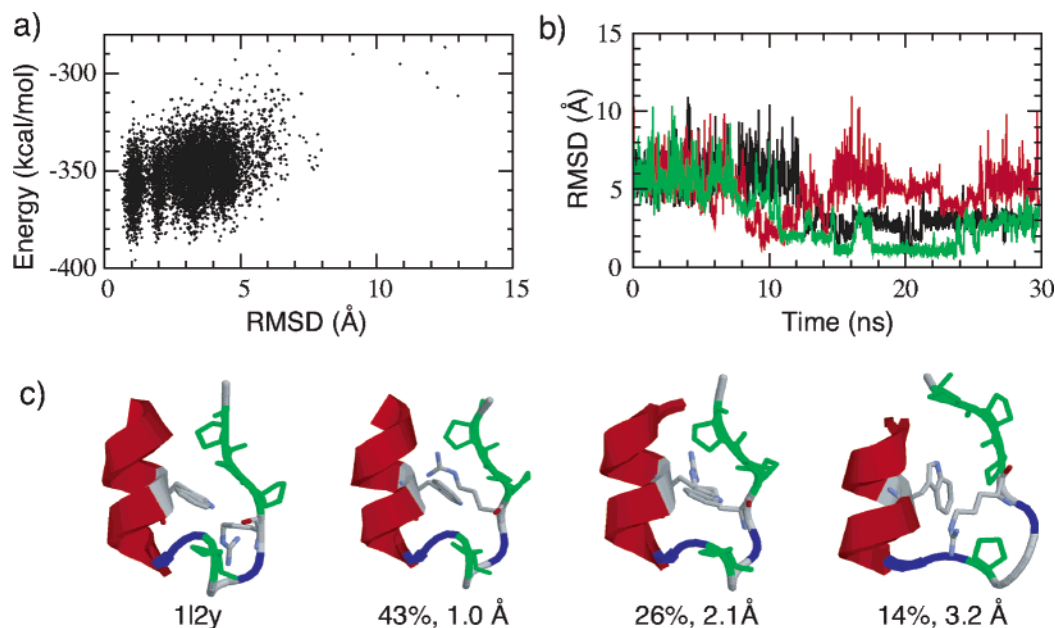 a)
Energy (kcal/mol)
-300
-350
-400
0
5
10
15
RMSD (Å)
b)
RMSD (Å)
15
10
5
0
0
10
20
30
Time (ns)
c)
1l2y
43%, 1.0 Å
26%, 2.1Å
14%, 3.2 Å